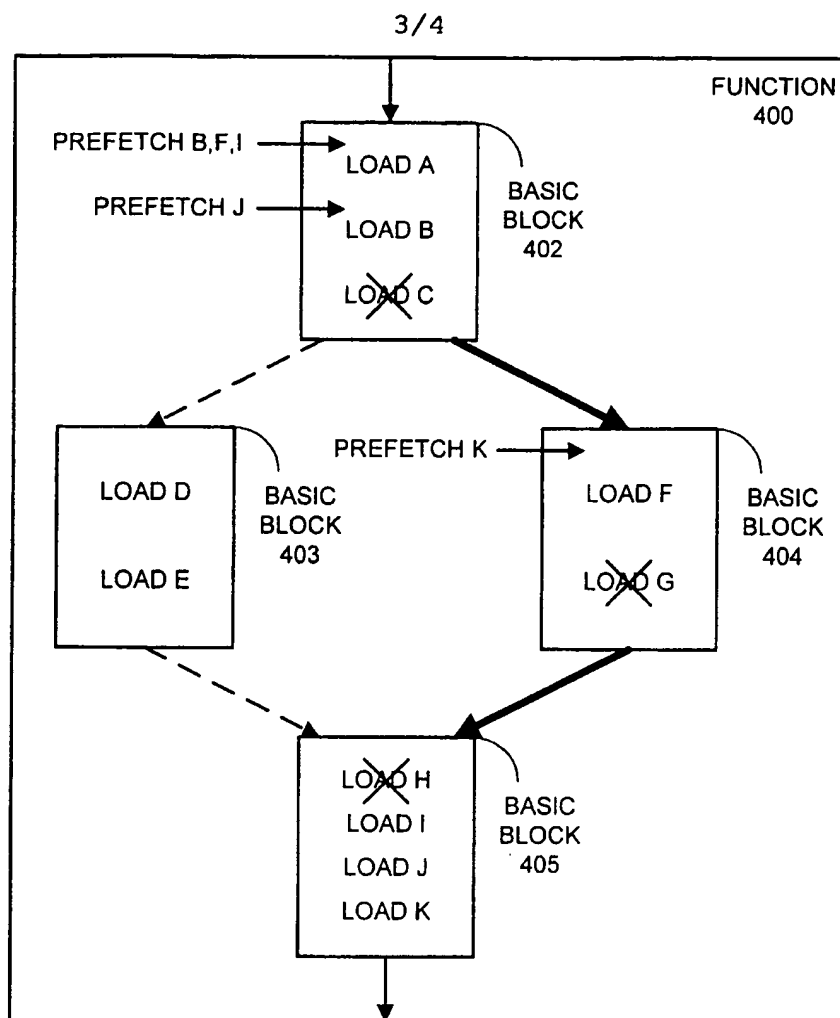 3/4
FUNCTION
400
PREFETCH B,F,I
LOAD A
PREFETCH J
LOAD B
LOAD C
BASIC
BLOCK
402
LOAD D
LOAD E
BASIC
BLOCK
403
PREFETCH K
LOAD F
LOAD G
BASIC
BLOCK
404
LOAD H
LOAD I
LOAD J
LOAD K
BASIC
BLOCK
405